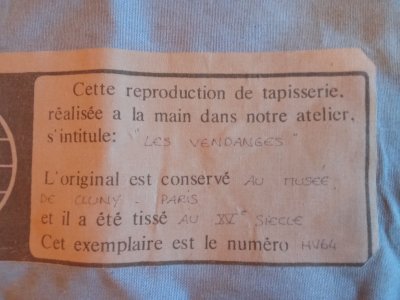 Cette reproduction de tapisserie,
réalisée a la main dans notre atelier,
s'intitule: "LES VENDANGES"
L'original est conservé AU MUSÉE
DE CLUNY - PARIS
et il a été tissé AU XVe SIECLE
Cet exemplaire est le numéro HV64